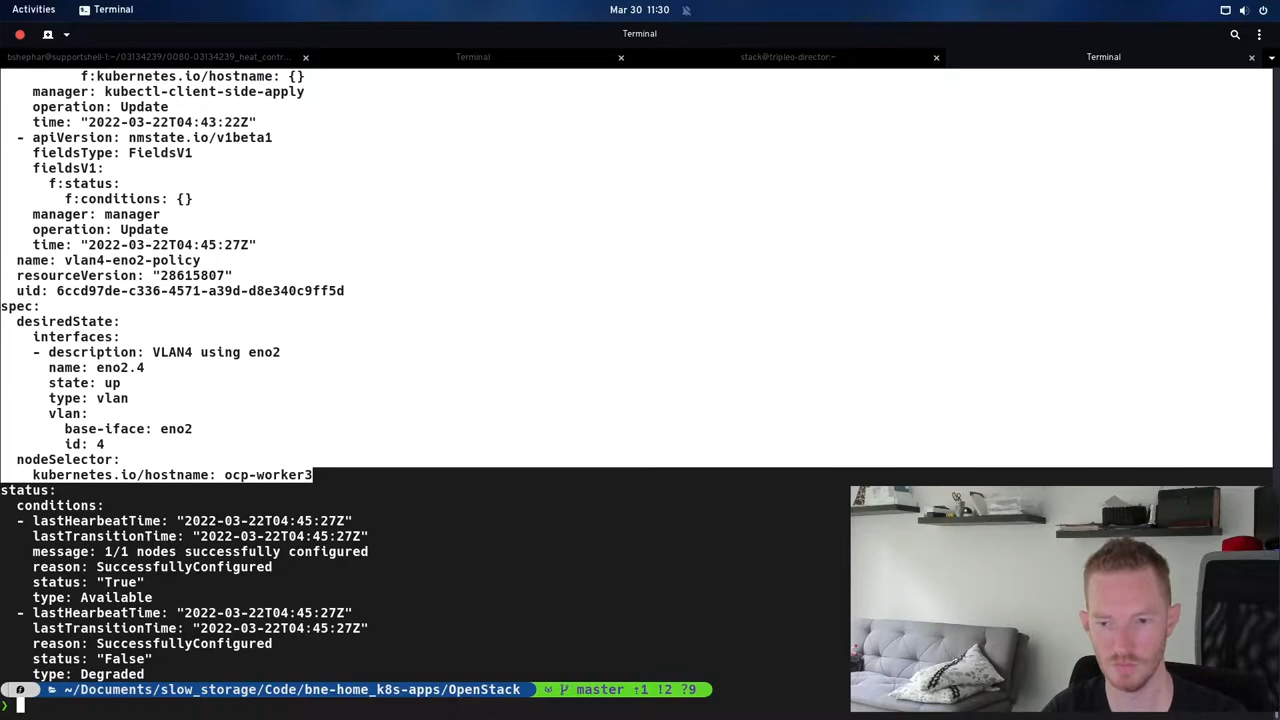 Activities
Terminal
Mar 30 11:30
Terminal
bshephar@supportshell-1:~/03134239/0080-03134239_heat_contr...
Terminal
stack@tripleo-director:~
Terminal
f:kubernetes.io/hostname: {}
manager: kubectl-client-side-apply
operation: Update
time: "2022-03-22T04:43:22Z"
- apiVersion: nmstate.io/v1beta1
fieldsType: FieldsV1
fieldsV1:
f:status:
f:conditions: {}
manager: manager
operation: Update
time: "2022-03-22T04:45:27Z"
name: vlan4-eno2-policy
resourceVersion: "28615807"
uid: 6ccd97de-c336-4571-a39d-d8e340c9ff5d
spec:
desiredState:
interfaces:
- description: VLAN4 using eno2
name: eno2.4
state: up
type: vlan
vlan:
base-iface: eno2
id: 4
nodeSelector:
kubernetes.io/hostname: ocp-worker3
status:
conditions:
- lastHearbeatTime: "2022-03-22T04:45:27Z"
lastTransitionTime: "2022-03-22T04:45:27Z"
message: 1/1 nodes successfully configured
reason: SuccessfullyConfigured
status: "True"
type: Available
- lastHearbeatTime: "2022-03-22T04:45:27Z"
lastTransitionTime: "2022-03-22T04:45:27Z"
reason: SuccessfullyConfigured
status: "False"
type: Degraded
~/Documents/slow_storage/Code/bne-home_k8s-apps/OpenStack master ⇡1 !2 ?9
❯